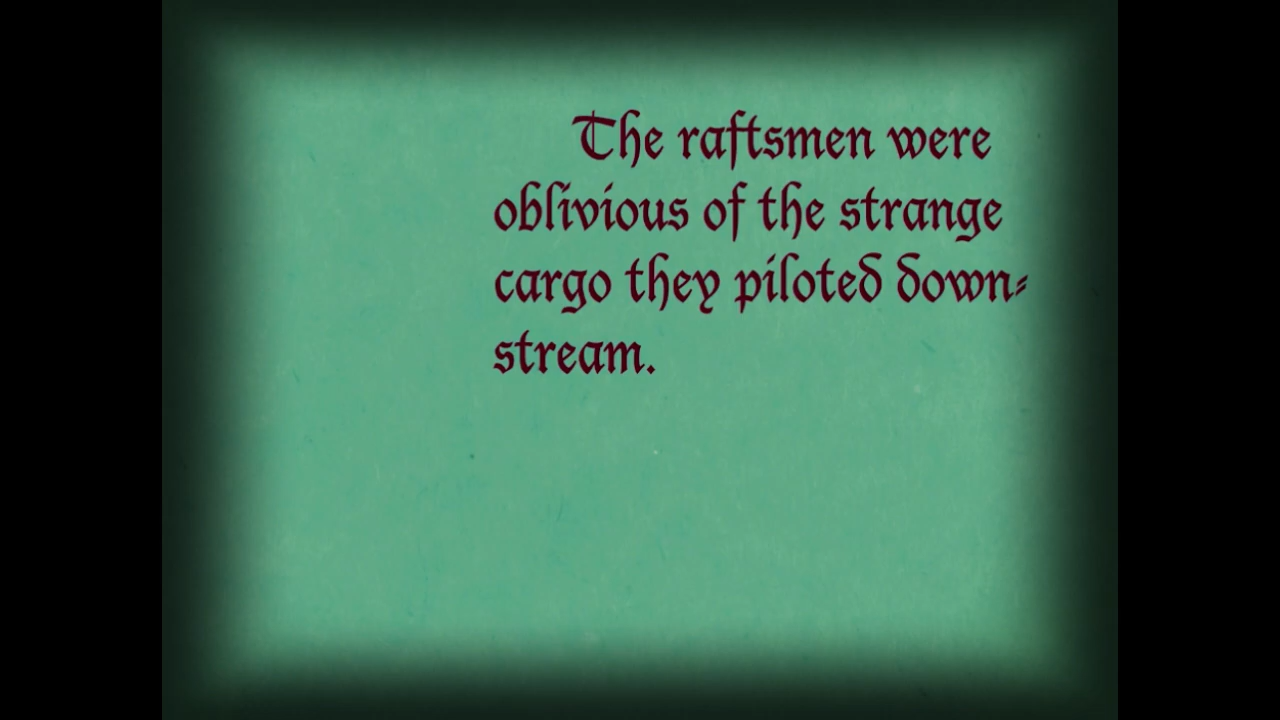 The raftsmen were
oblivious of the strange
cargo they piloted down-
stream.